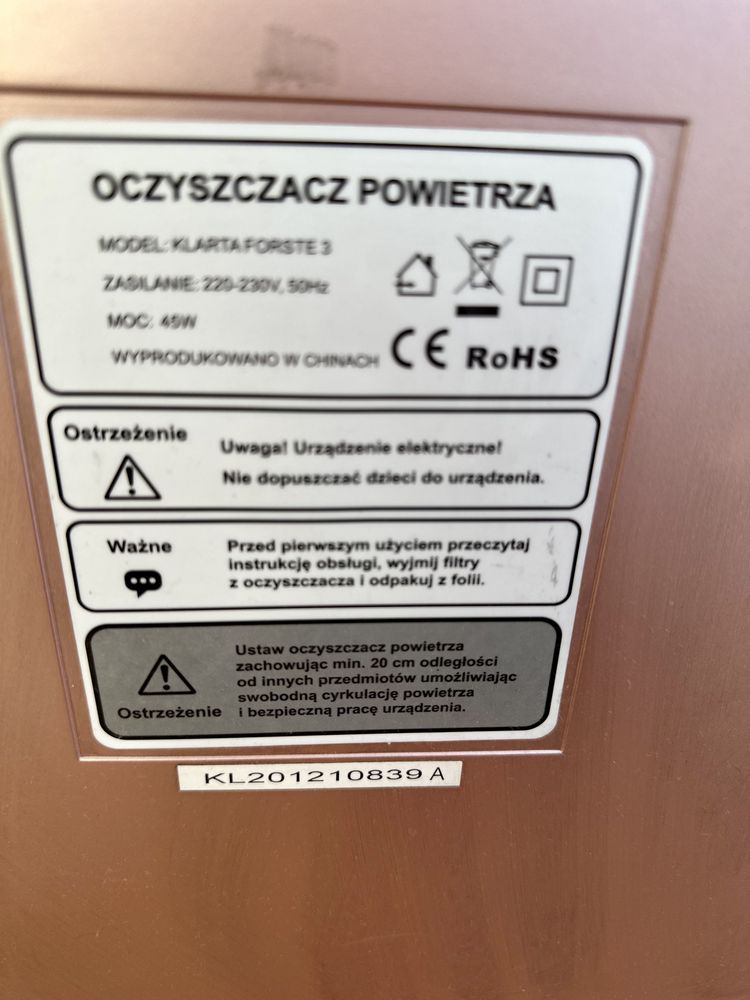 OCZYSZCZACZ POWIETRZA
MODEL: KLARTA FORSTE 3
ZASILANIE: 220-230V, 50Hz
MOC: 45W
WYPRODUKOWANO W CHINACH
CE RoHS
Ostrzeżenie
Uwaga! Urządzenie elektryczne!
Nie dopuszczać dzieci do urządzenia.
Ważne
Przed pierwszym użyciem przeczytaj
instrukcję obsługi, wyjmij filtry
z oczyszczacza i odpakuj z folii.
Ostrzeżenie
Ustaw oczyszczacz powietrza
zachowując min. 20 cm odległości
od innych przedmiotów umożliwiając
swobodną cyrkulację powietrza
i bezpieczną pracę urządzenia.
KL201210839 A